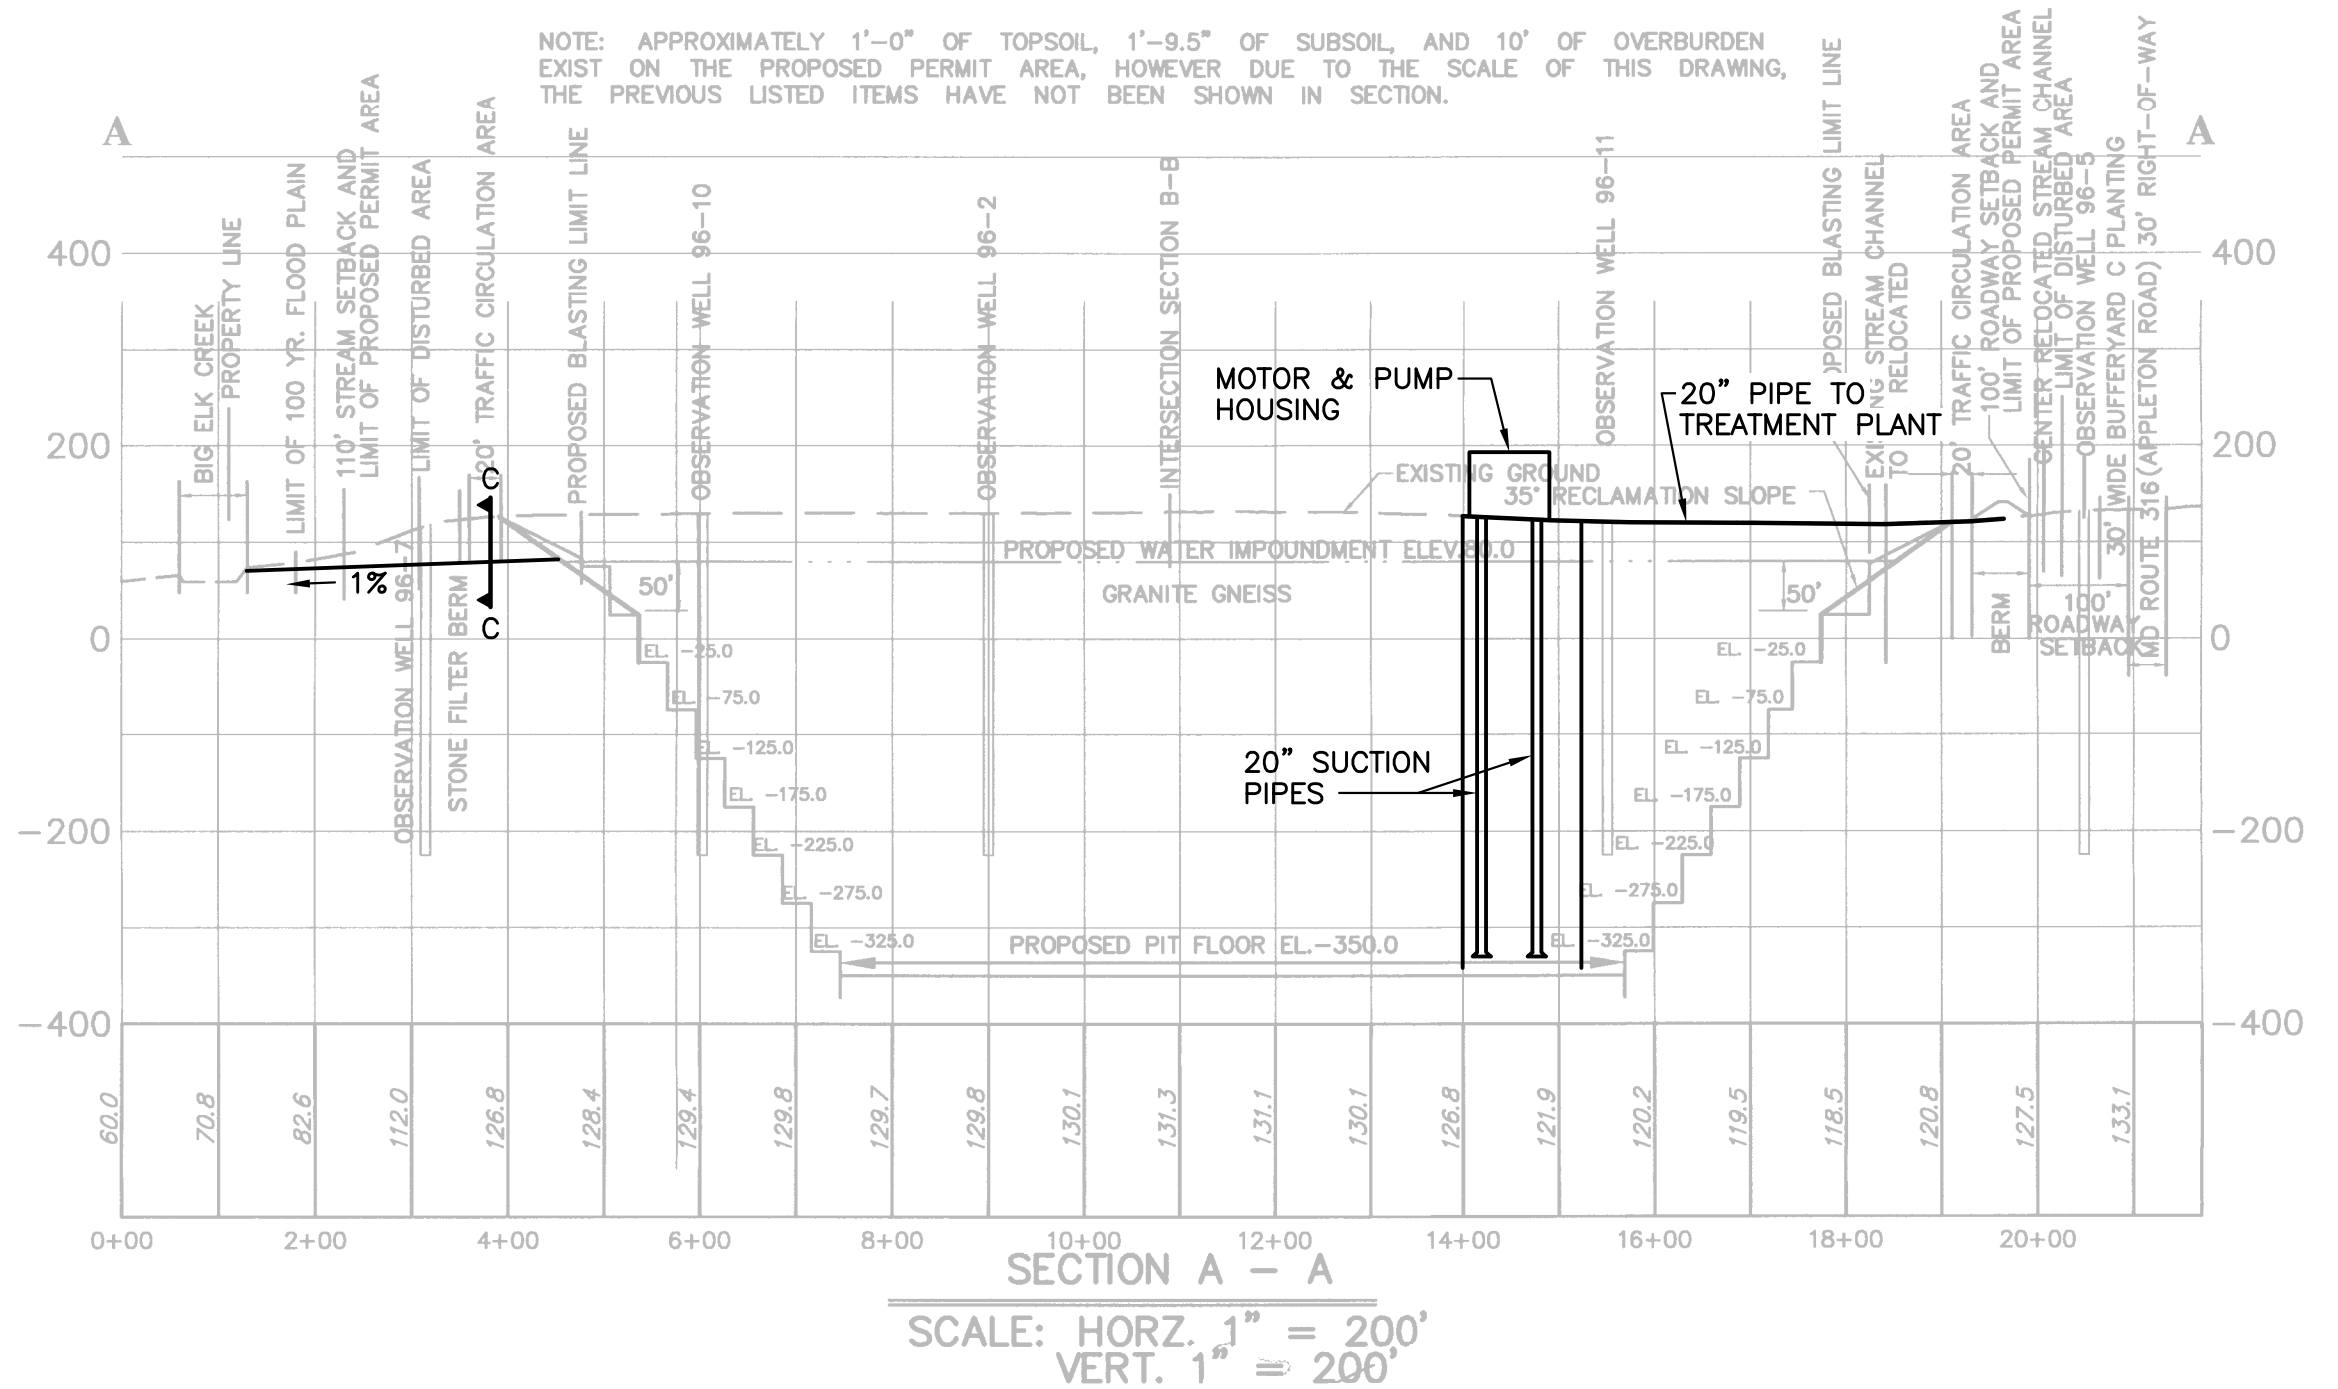 NOTE: APPROXIMATELY 1'-0" OF TOPSOIL, 1'-9.5" OF SUBSOIL, AND 10' OF OVERBURDEN
EXIST ON THE PROPOSED PERMIT AREA, HOWEVER DUE TO THE SCALE OF THIS DRAWING,
THE PREVIOUS LISTED ITEMS HAVE NOT BEEN SHOWN IN SECTION.
A
A
BIG ELK CREEK
PROPERTY LINE
LIMIT OF 100 YR. FLOOD PLAIN
110' STREAM SETBACK AND
LIMIT OF PROPOSED PERMIT AREA
LIMIT OF DISTURBED AREA
20' TRAFFIC CIRCULATION AREA
PROPOSED BLASTING LIMIT LINE
OBSERVATION WELL 96-10
OBSERVATION WELL 96-2
INTERSECTION SECTION B-B
OBSERVATION WELL 96-11
OPOSED BLASTING LIMIT LINE
EXI
NG STREAM CHANNEL
TO
RELOCATED
20' TRAFFIC CIRCULATION AREA
100' ROADWAY SETBACK AND
LIMIT OF PROPOSED PERMIT AREA
CENTER RELOCATED STREAM CHANNEL
LIMIT OF DISTURBED AREA
OBSERVATION WELL 96-5
30' WIDE BUFFERYARD C PLANTING
MD ROUTE 316(APPLETON ROAD) 30' RIGHT-OF-WAY
400
400
200
200
0
0
-200
-200
-400
-400
MOTOR & PUMP
HOUSING
20" PIPE TO
TREATMENT PLANT
EXISTING GROUND
35° RECLAMATION SLOPE
PROPOSED WATER IMPOUNDMENT ELEV.80.0
GRANITE GNEISS
C
C
1%
50'
50'
OBSERVATION WELL 96-7
STONE FILTER BERM
BERM
100'
ROADWAY
SETBACK
EL. -25.0
EL. -75.0
EL. -125.0
EL. -175.0
EL. -225.0
EL. -275.0
EL. -325.0
EL. -25.0
EL. -75.0
EL. -125.0
EL. -175.0
EL. -225.0
EL. -275.0
EL. -325.0
20" SUCTION
PIPES
PROPOSED PIT FLOOR EL.-350.0
60.0
70.8
82.6
112.0
126.8
128.4
129.4
129.8
129.7
129.8
130.1
131.3
131.1
130.1
126.8
121.9
120.2
119.5
118.5
120.8
127.5
133.1
0+00 2+00 4+00 6+00 8+00 10+00 12+00 14+00 16+00 18+00 20+00
SECTION A - A
SCALE: HORZ. 1" = 200'
VERT. 1" = 200'